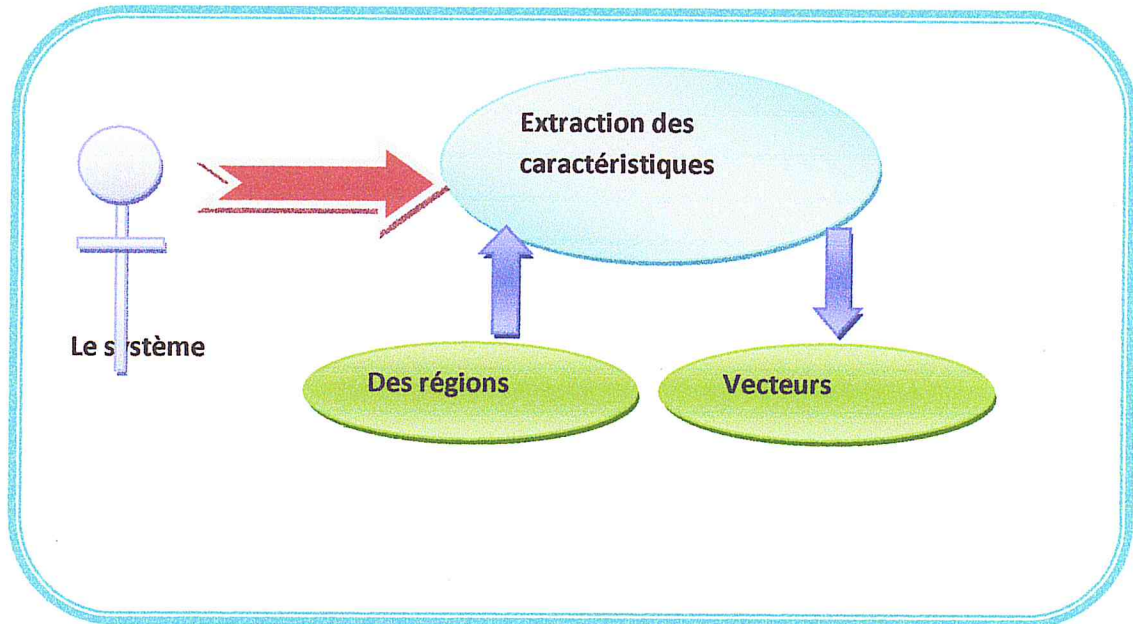 Extraction des
caractéristiques
Le système
Des régions
Vecteurs